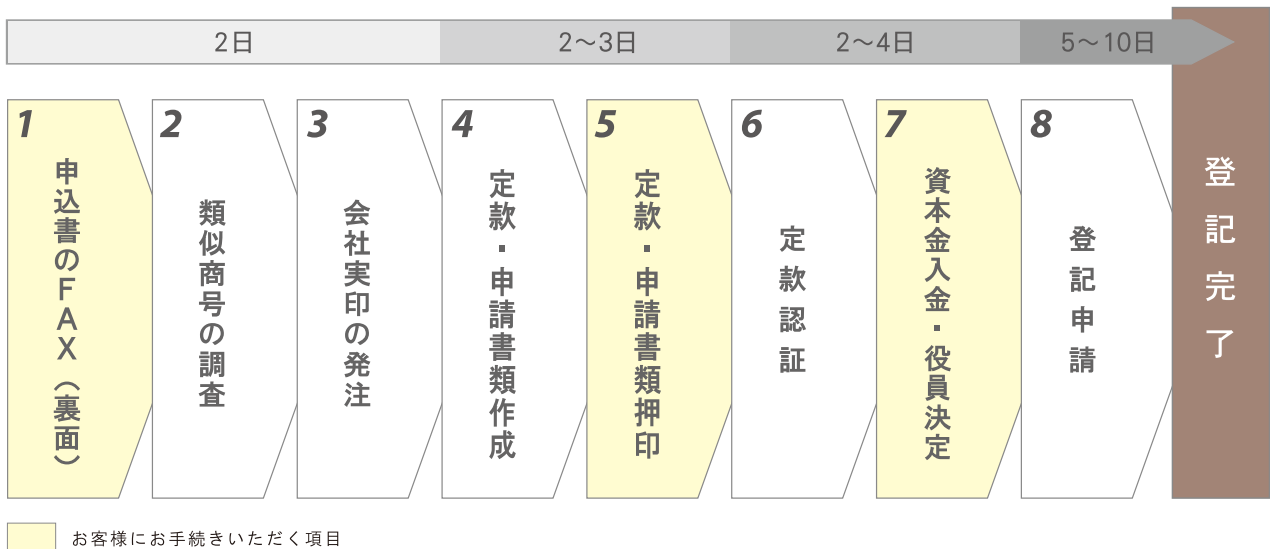 2日
2～3日
2～4日
5～10日
1
申込書のFAX（裏面）
2
類似商号の調査
3
会社実印の発注
4
定款・申請書類作成
5
定款・申請書類押印
6
定款認証
7
資本金入金・役員決定
8
登記申請
登記完了
お客様にお手続きいただく項目